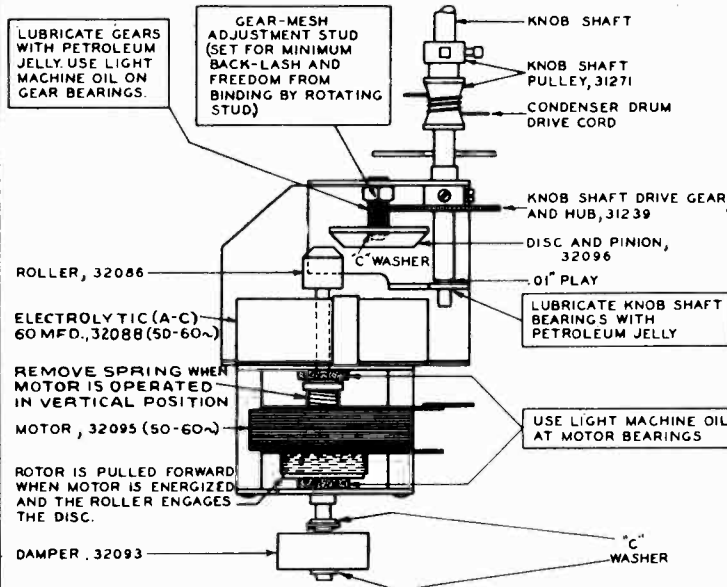 LUBRICATE GEARS
WITH PETROLEUM
JELLY. USE LIGHT
MACHINE OIL ON
GEAR BEARINGS.
GEAR-MESH
ADJUSTMENT STUD
(SET FOR MINIMUM
BACK-LASH AND
FREEDOM FROM
BINDING BY ROTATING
STUD)
KNOB SHAFT
KNOB SHAFT
PULLEY, 31271
CONDENSER DRUM
DRIVE CORD
KNOB SHAFT DRIVE GEAR
AND HUB, 31239
"C" WASHER
DISC AND PINION,
32096
.01" PLAY
LUBRICATE KNOB SHAFT
BEARINGS WITH
PETROLEUM JELLY
ROLLER, 32086
ELECTROLYTIC (A-C)
60 MFD., 32088 (50-60~)
REMOVE SPRING WHEN
MOTOR IS OPERATED
IN VERTICAL POSITION
MOTOR, 32095 (50-60~)
USE LIGHT MACHINE OIL
AT MOTOR BEARINGS
ROTOR IS PULLED FORWARD
WHEN MOTOR IS ENERGIZED
AND THE ROLLER ENGAGES
THE DISC.
DAMPER, 32093
"C"
WASHER